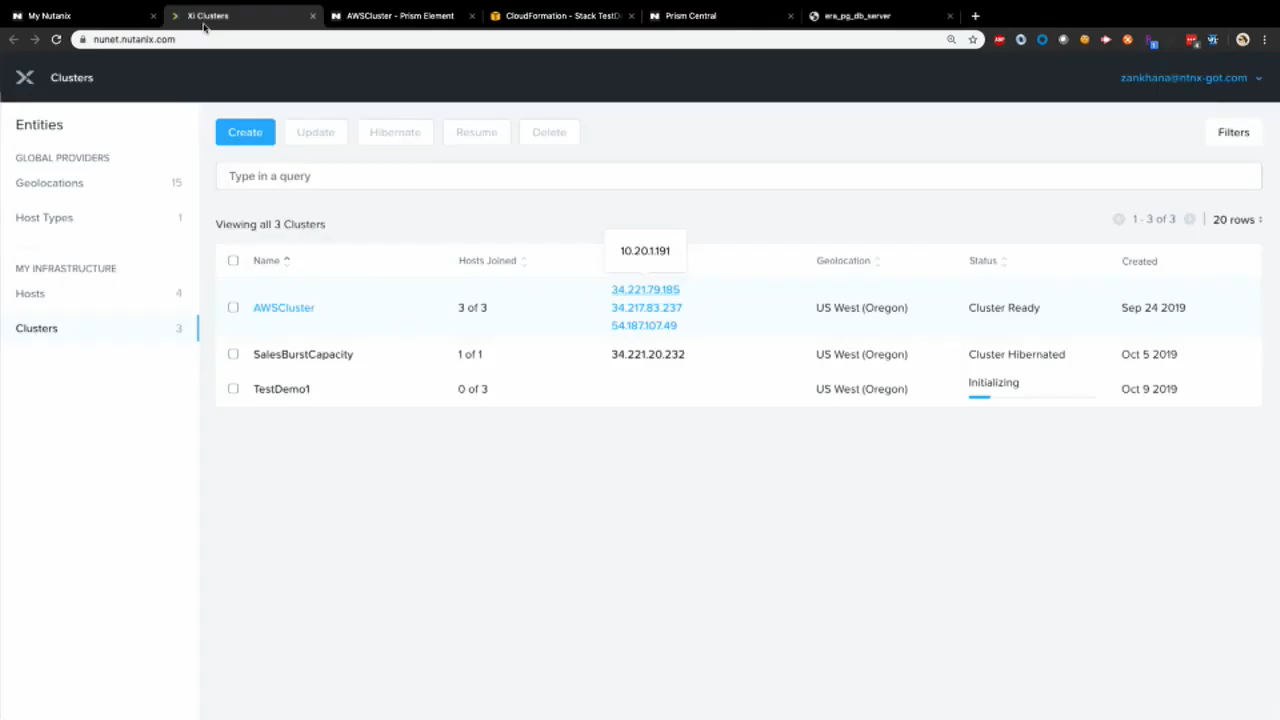 My Nutanix
Xi Clusters
AWSCluster - Prism Element
CloudFormation - Stack TestD
Prism Central
era_pg_db_server
nunet.nutanix.com
Clusters
zankhana@ntnx-got.com
Entities
GLOBAL PROVIDERS
Geolocations 15
Host Types 1
MY INFRASTRUCTURE
Hosts 4
Clusters 3
Create Update Hibernate Resume Delete
Filters
Type in a query
Viewing all 3 Clusters
1 - 3 of 3
20 rows
10.20.1.191
Name Hosts Joined Geolocation Status Created
AWSCluster 3 of 3 34.221.79.185 US West (Oregon) Cluster Ready Sep 24 2019
34.217.83.237
54.187.107.49
SalesBurstCapacity 1 of 1 34.221.20.232 US West (Oregon) Cluster Hibernated Oct 5 2019
TestDemo1 0 of 3 US West (Oregon) Initializing Oct 9 2019